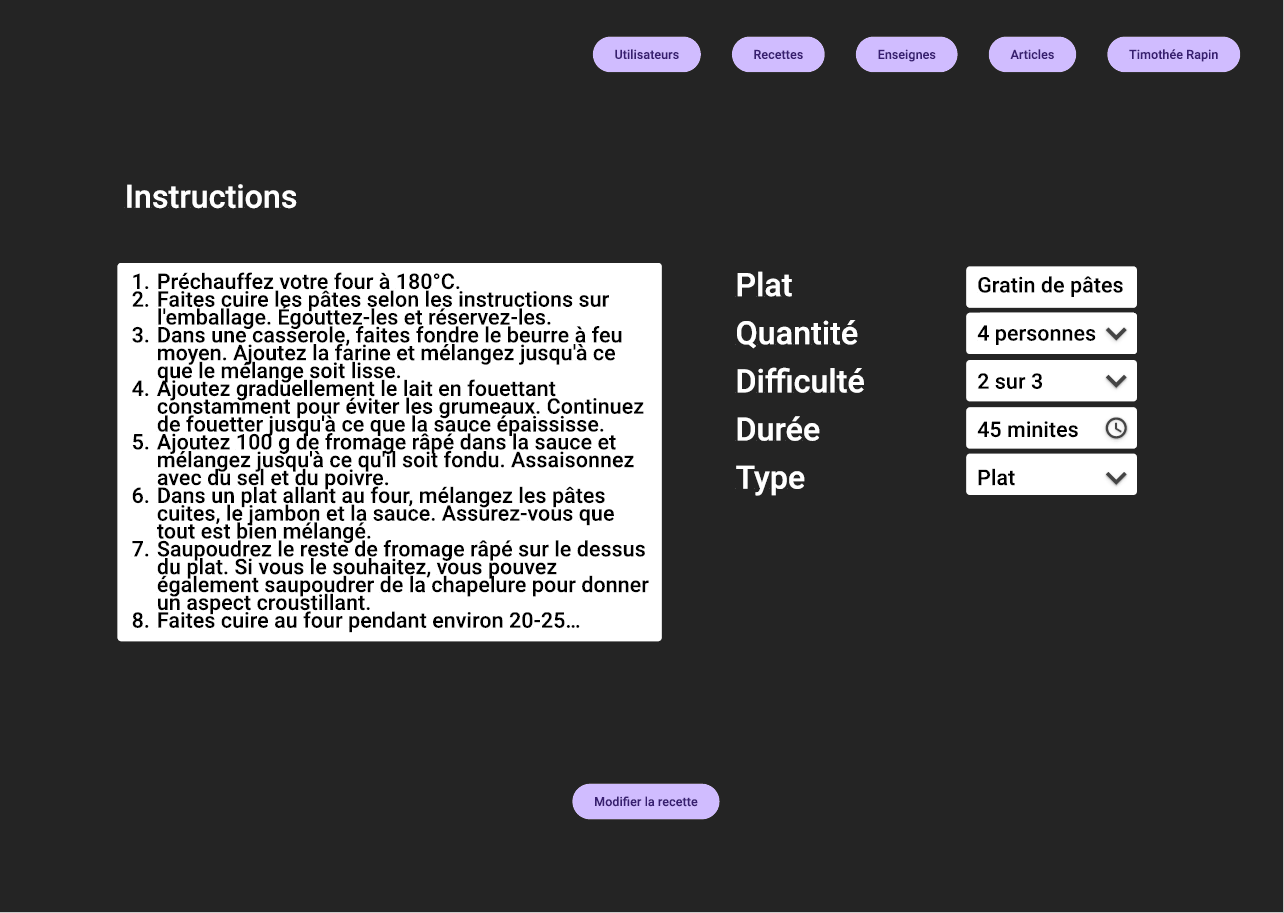 Utilisateurs
Recettes
Enseignes
Articles
Timothée Rapin
Instructions
1. Préchauffez votre four à 180°C.
2. Faites cuire les pâtes selon les instructions sur
l'emballage. Égouttez-les et réservez-les.
3. Dans une casserole, faites fondre le beurre à feu
moyen. Ajoutez la farine et mélangez jusqu'à ce
que le mélange soit lisse.
4. Ajoutez graduellement le lait en fouettant
constamment pour éviter les grumeaux. Continuez
de fouetter jusqu'à ce que la sauce épaississe.
5. Ajoutez 100 g de fromage râpé dans la sauce et
mélangez jusqu'à ce qu'il soit fondu. Assaisonnez
avec du sel et du poivre.
6. Dans un plat allant au four, mélangez les pâtes
cuites, le jambon et la sauce. Assurez-vous que
tout est bien mélangé.
7. Saupoudrez le reste de fromage râpé sur le dessus
du plat. Si vous le souhaitez, vous pouvez
également saupoudrer de la chapelure pour donner
un aspect croustillant.
8. Faites cuire au four pendant environ 20-25...
Plat
Gratin de pâtes
Quantité
4 personnes
Difficulté
2 sur 3
Durée
45 minites
Type
Plat
Modifier la recette